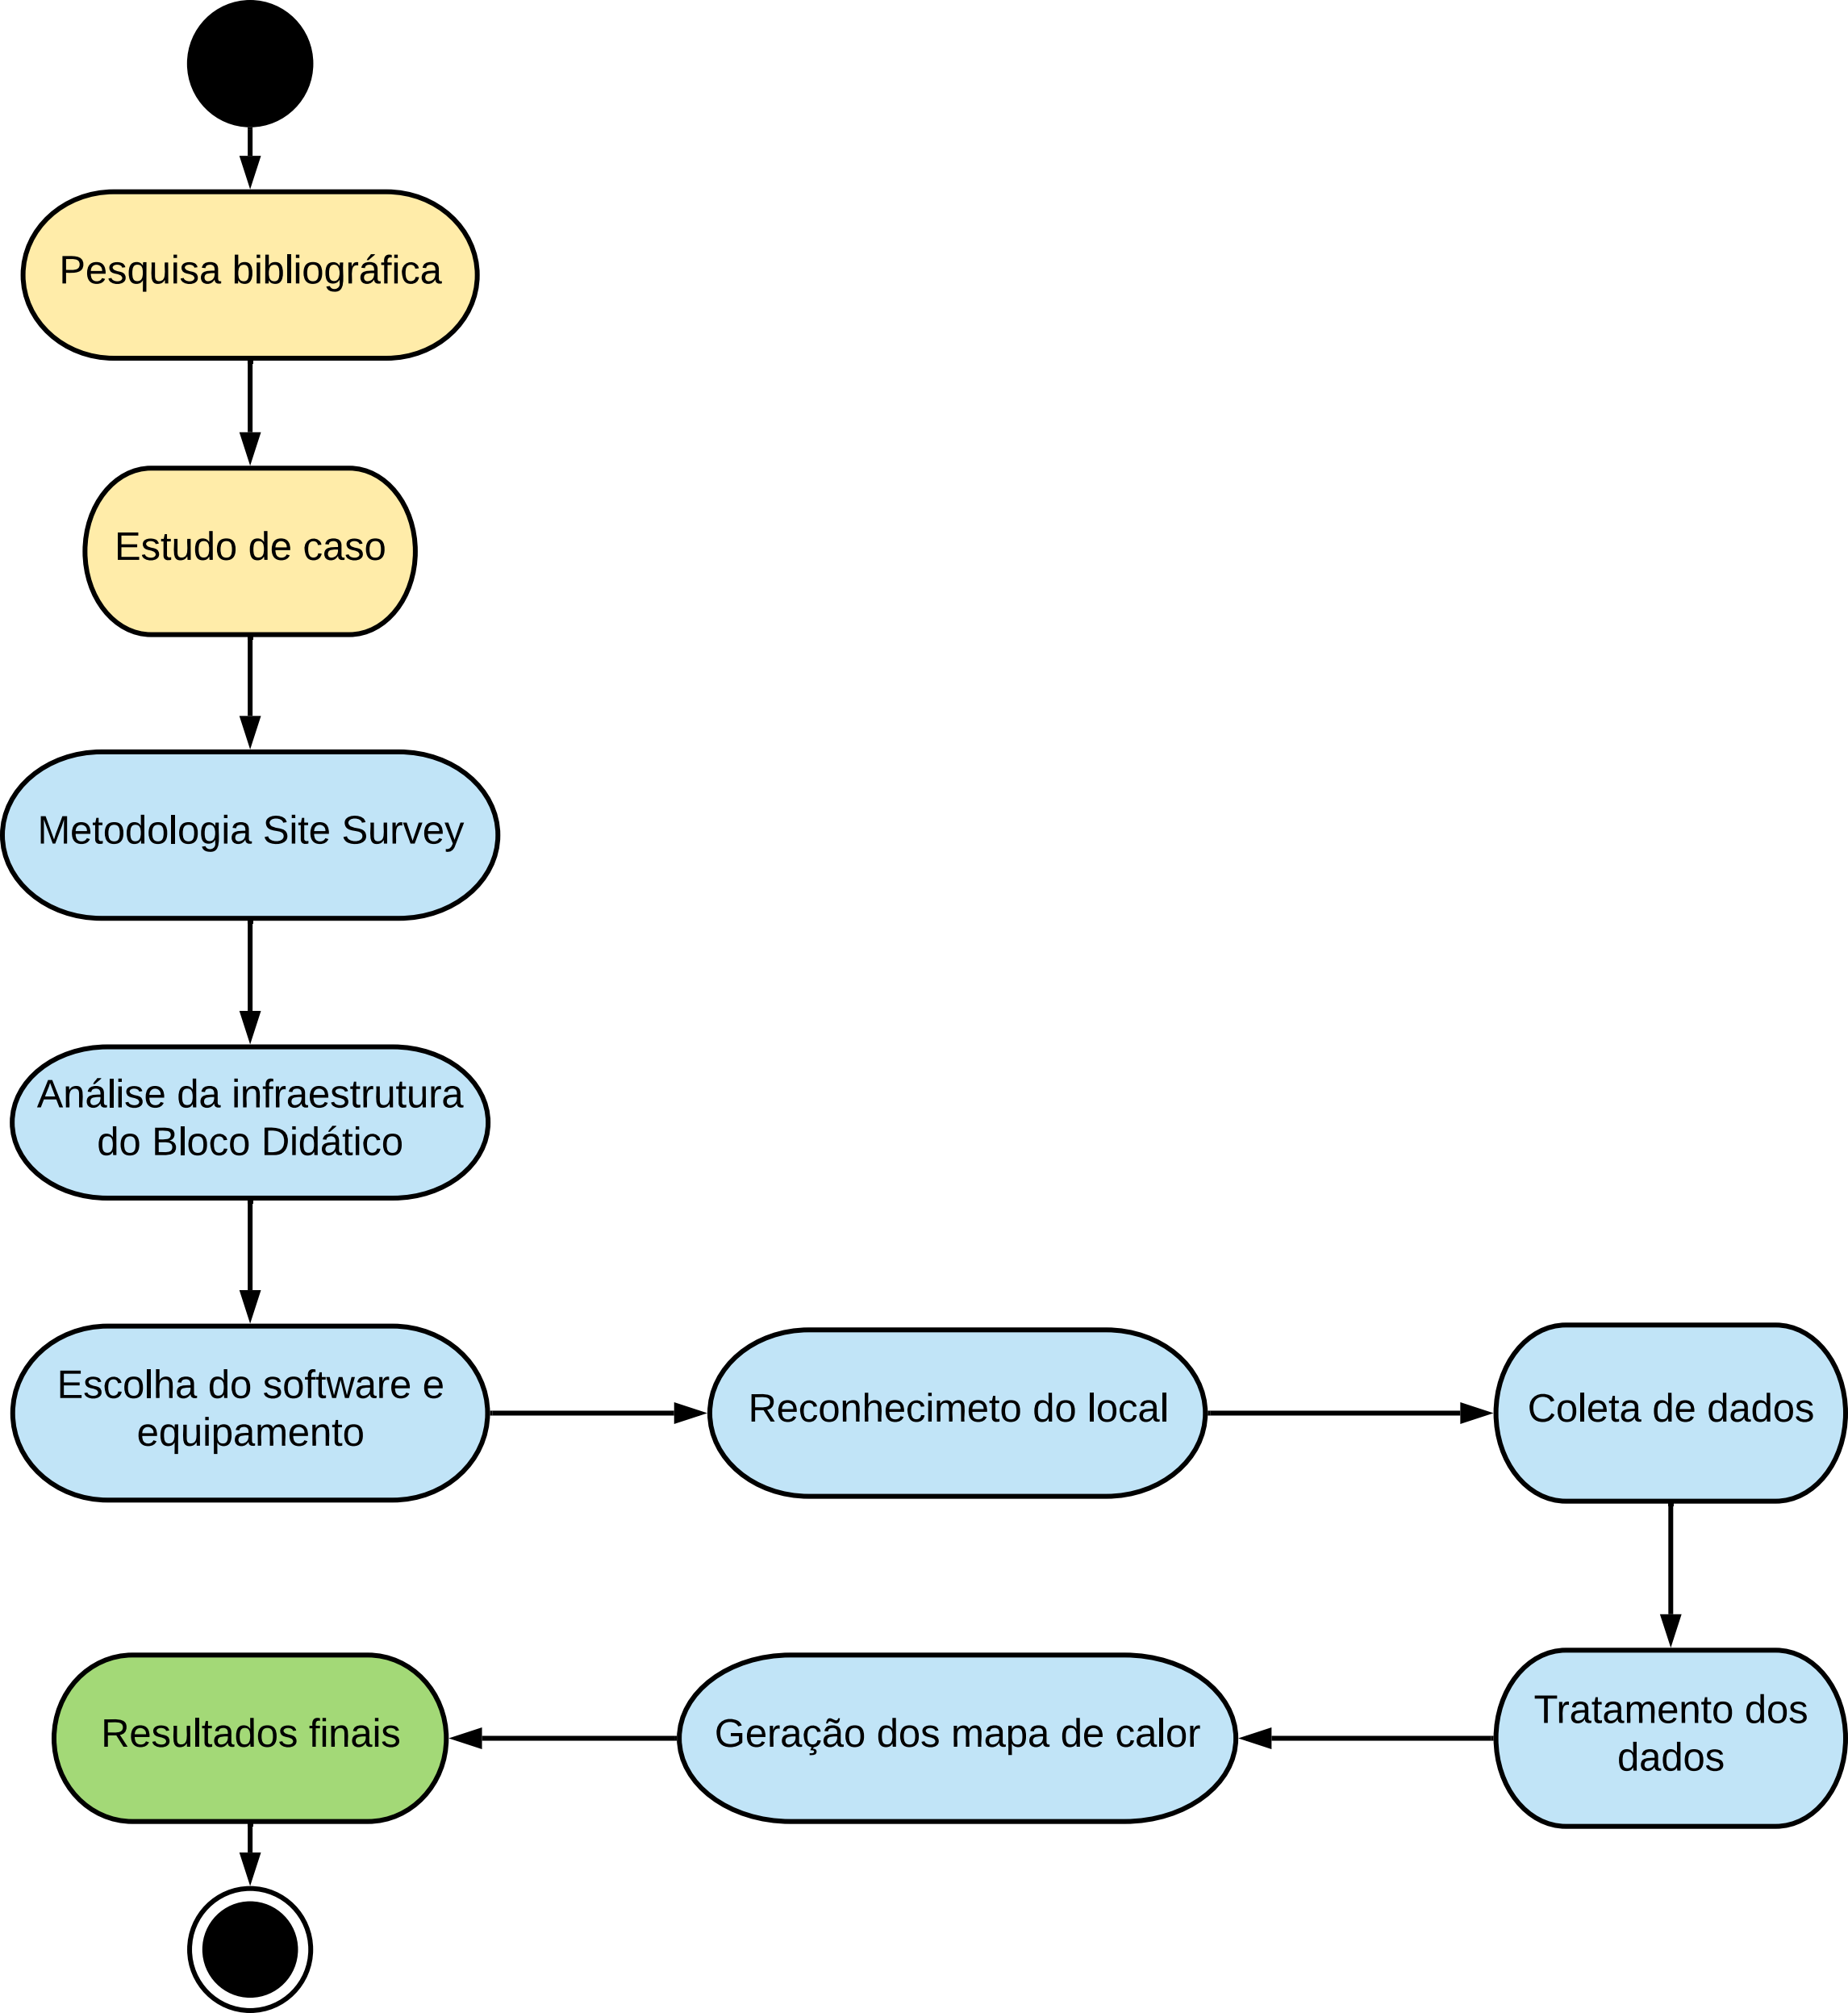 Pesquisa bibliográfica
Estudo de caso
Metodologia Site Survey
Análise da infraestrutura
do Bloco Didático
Escolha do software e
equipamento
Reconhecimeto do local
Coleta de dados
Tratamento dos
dados
Geração dos mapa de calor
Resultados finais